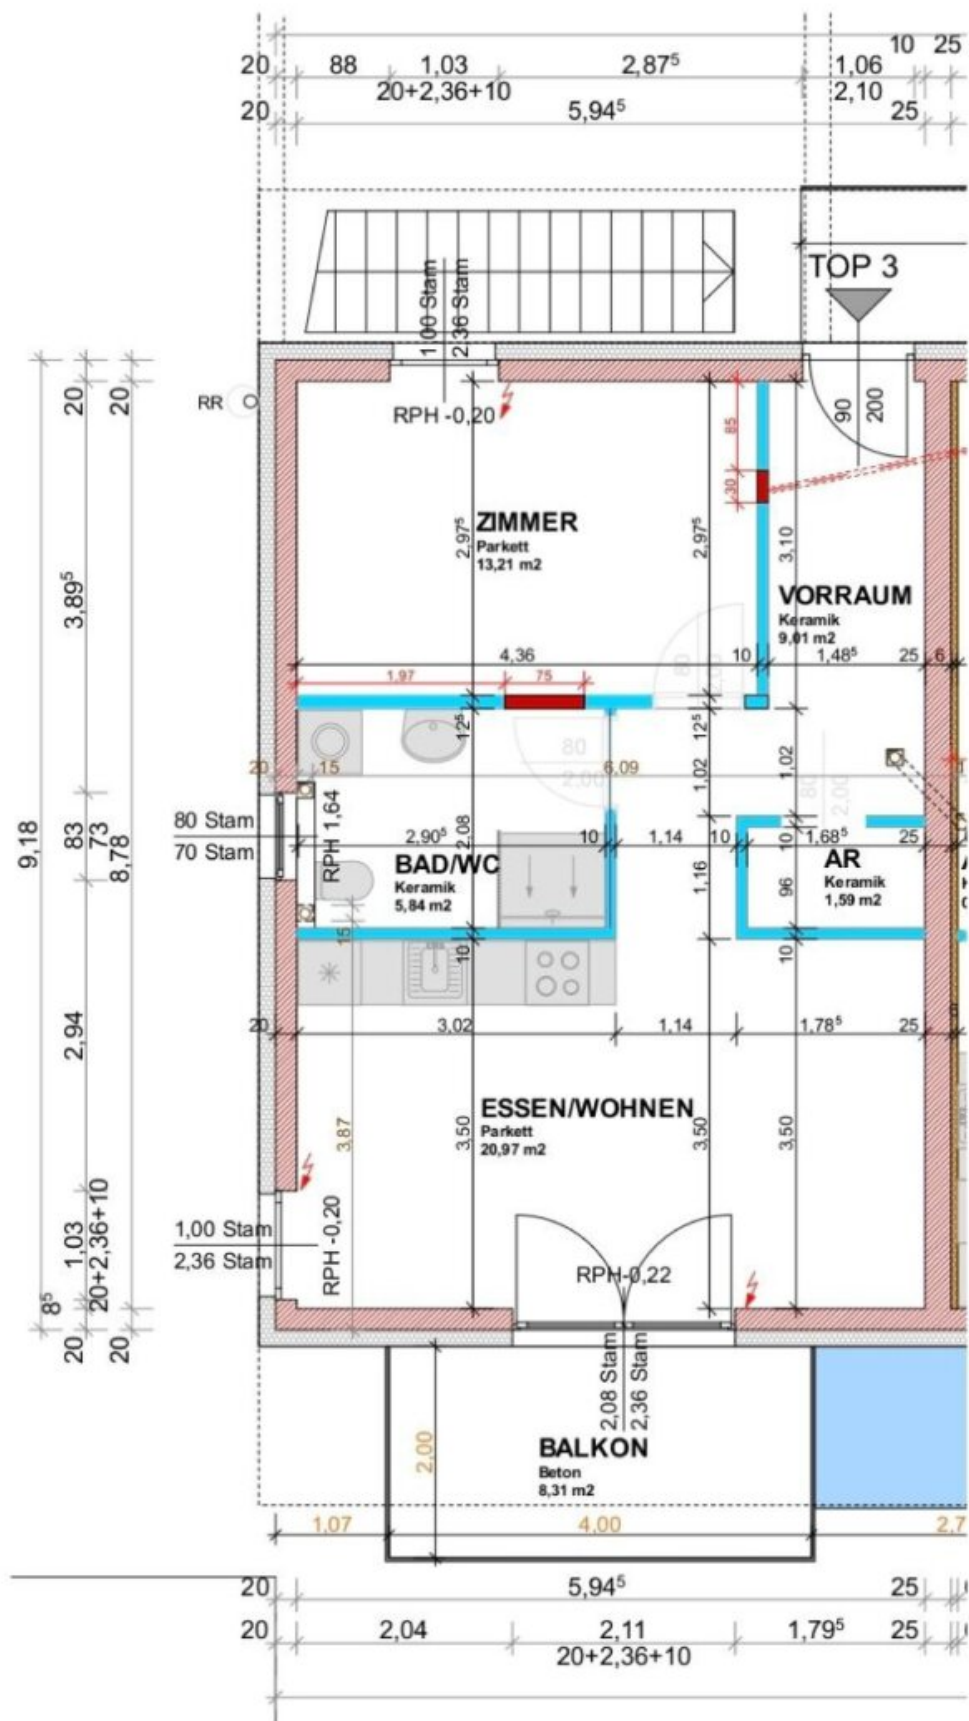 10 25
20 88 1,03 2,87⁵ 1,06
20+2,36+10 2,10
20 5,94⁵ 25
TOP 3
1,00 Stam
2,36 Stam
90
200
RR
RPH -0,20
85
30
20 20
3,89⁵
2,97⁵ 2,97⁵ 3,10
ZIMMER
Parkett
13,21 m2
VORRAUM
Keramik
9,01 m2
80
2,00
4,36 10 1,48⁵ 25 6
1,97 75
12⁵ 12⁵
80
2,00
20 15 6,09
1,02 1,02
80
2,00
80 Stam
70 Stam
RPH 1,64
9,18 83 73 8,78
2,90⁵ 2,08 10 1,14 10 1,68⁵ 25
10
BAD/WC
Keramik
5,84 m2
1,16
96
AR
Keramik
1,59 m2
15
10 10
2,94
20 3,02 1,14 1,78⁵ 25
3,87
3,50 3,50 3,50
ESSEN/WOHNEN
Parkett
20,97 m2
1,00 Stam
2,36 Stam
RPH -0,20
1,03
20+2,36+10
8⁵
20 20
RPH-0,22
2,08 Stam
2,36 Stam
2,00
BALKON
Beton
8,31 m2
1,07 4,00 2,7
20 5,94⁵ 25
20 2,04 2,11 1,79⁵ 25
20+2,36+10